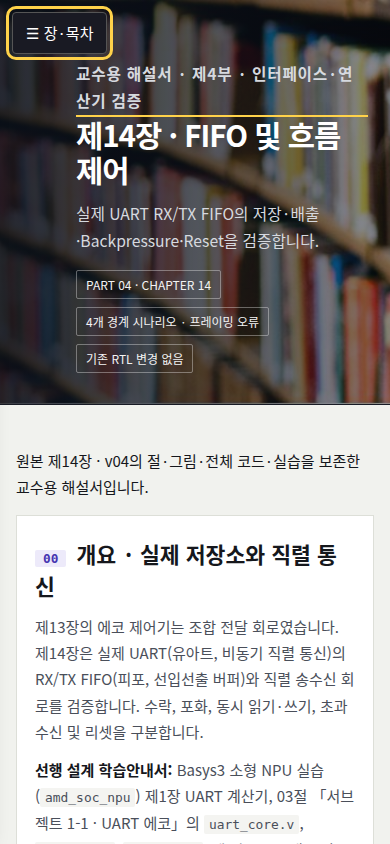 ☰ 장·목차
교수용 해설서 · 제4부 · 인터페이스·연
산기 검증
제14장 · FIFO 및 흐름
제어
실제 UART RX/TX FIFO의 저장·배출
·Backpressure·Reset을 검증합니다.
PART 04 · CHAPTER 14
4개 경계 시나리오 · 프레이밍 오류
기존 RTL 변경 없음
원본 제14장 · v04의 절·그림·전체 코드·실습을 보존한
교수용 해설서입니다.
00 개요 · 실제 저장소와 직렬 통
신
제13장의 에코 제어기는 조합 전달 회로였습니다.
제14장은 실제 UART(유아트, 비동기 직렬 통신)의
RX/TX FIFO(피포, 선입선출 버퍼)와 직렬 송수신 회
로를 검증합니다. 수락, 포화, 동시 읽기·쓰기, 초과
수신 및 리셋을 구분합니다.
선행 설계 학습안내서: Basys3 소형 NPU 실습
(amd_soc_npu) 제1장 UART 계산기, 03절 「서브
젝트 1-1 · UART 에코」의 uart_core.v,